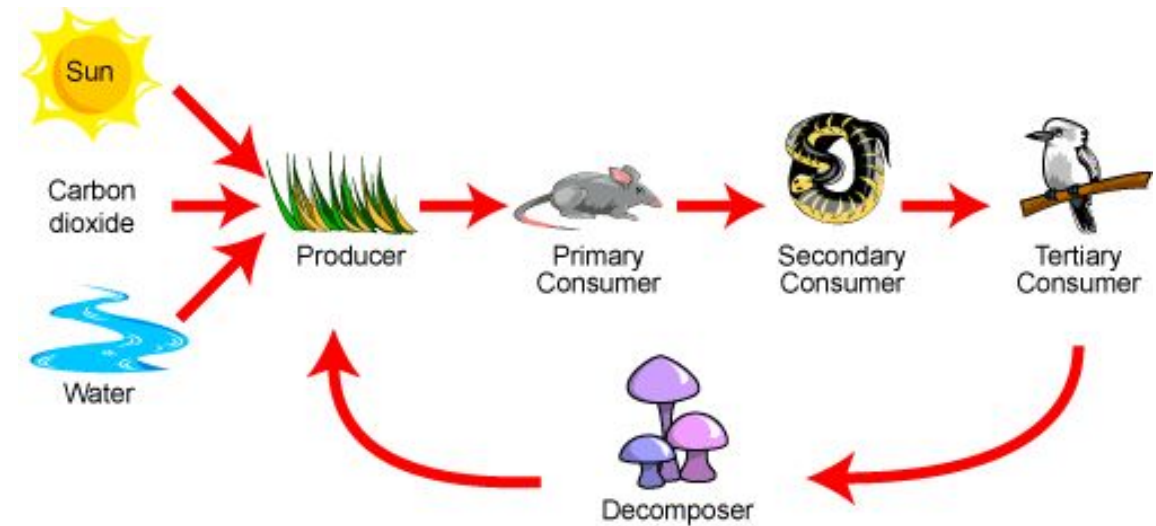 Sun
Carbon
dioxide
Water
Producer
Primary
Consumer
Secondary
Consumer
Tertiary
Consumer
Decomposer